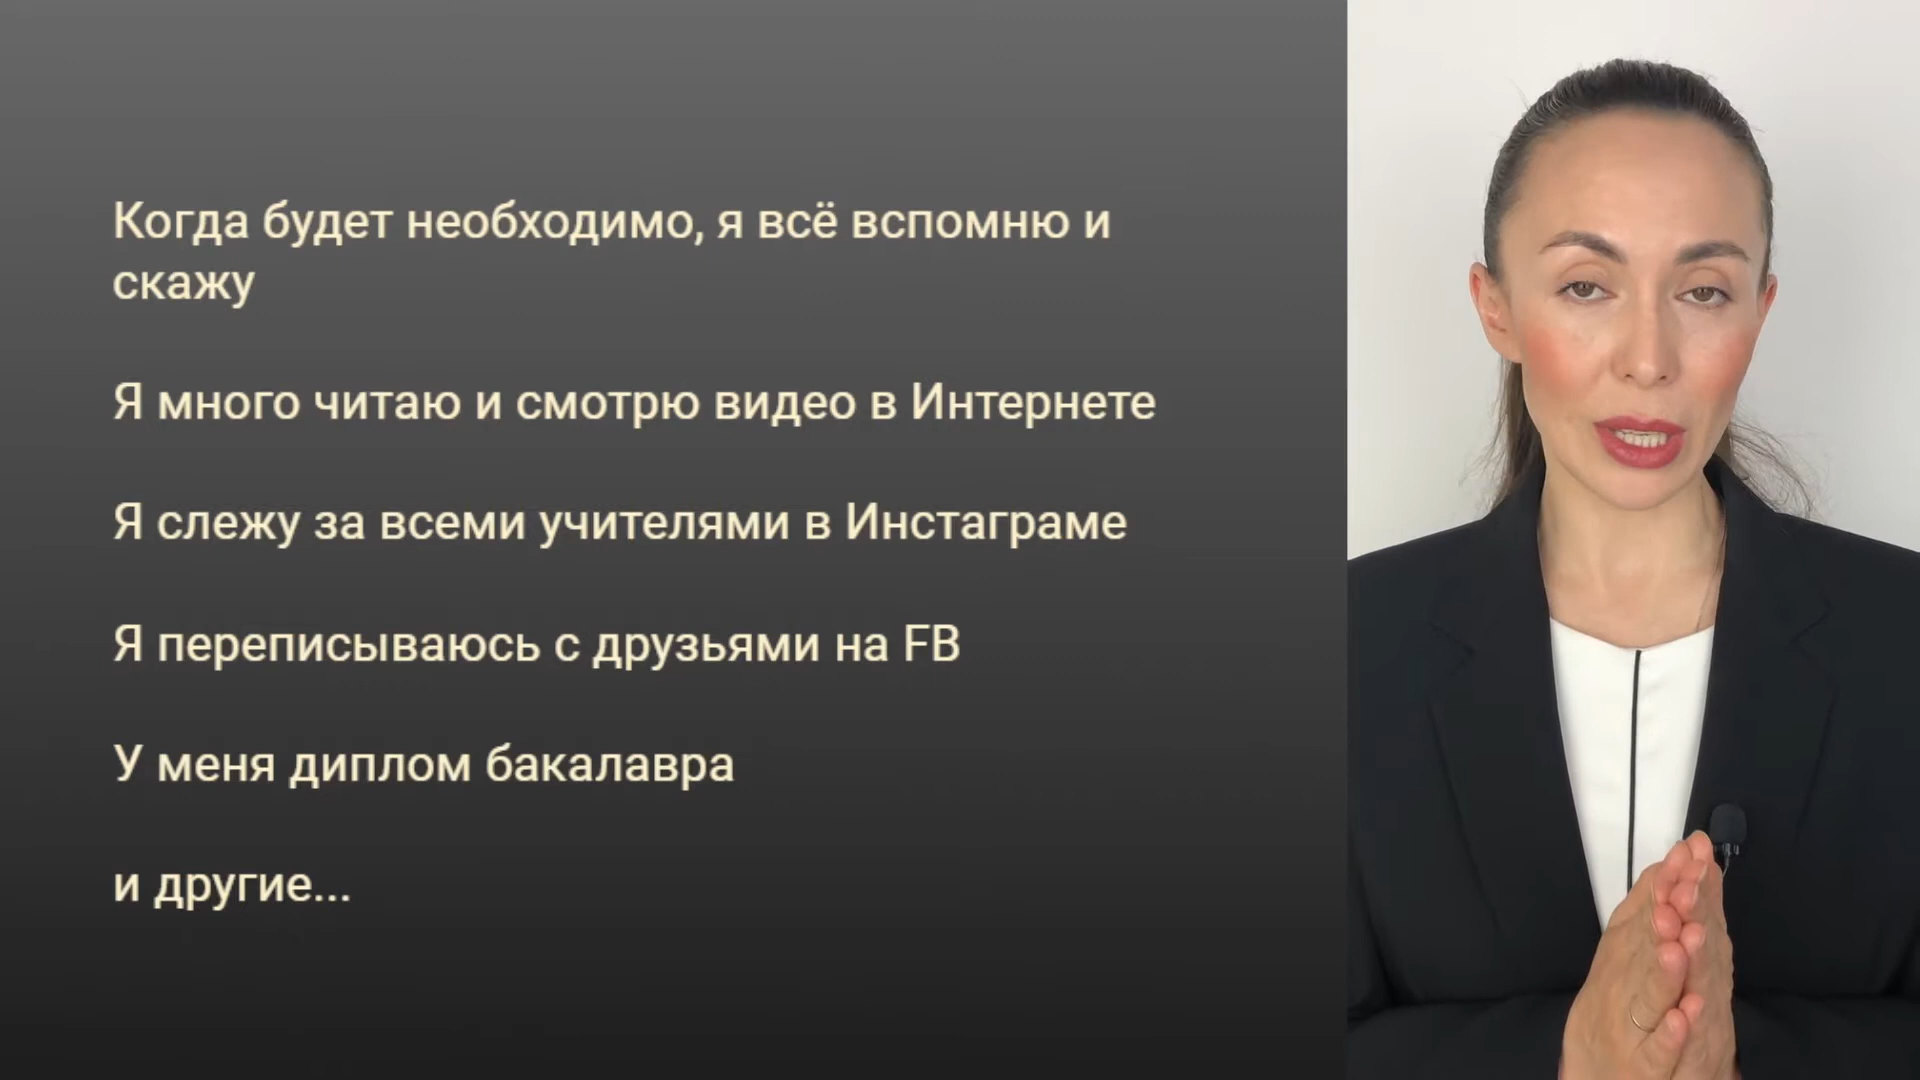 Когда будет необходимо, я всё вспомню и
скажу
Я много читаю и смотрю видео в Интернете
Я слежу за всеми учителями в Инстаграме
Я переписываюсь с друзьями на FB
У меня диплом бакалавра
и другие...